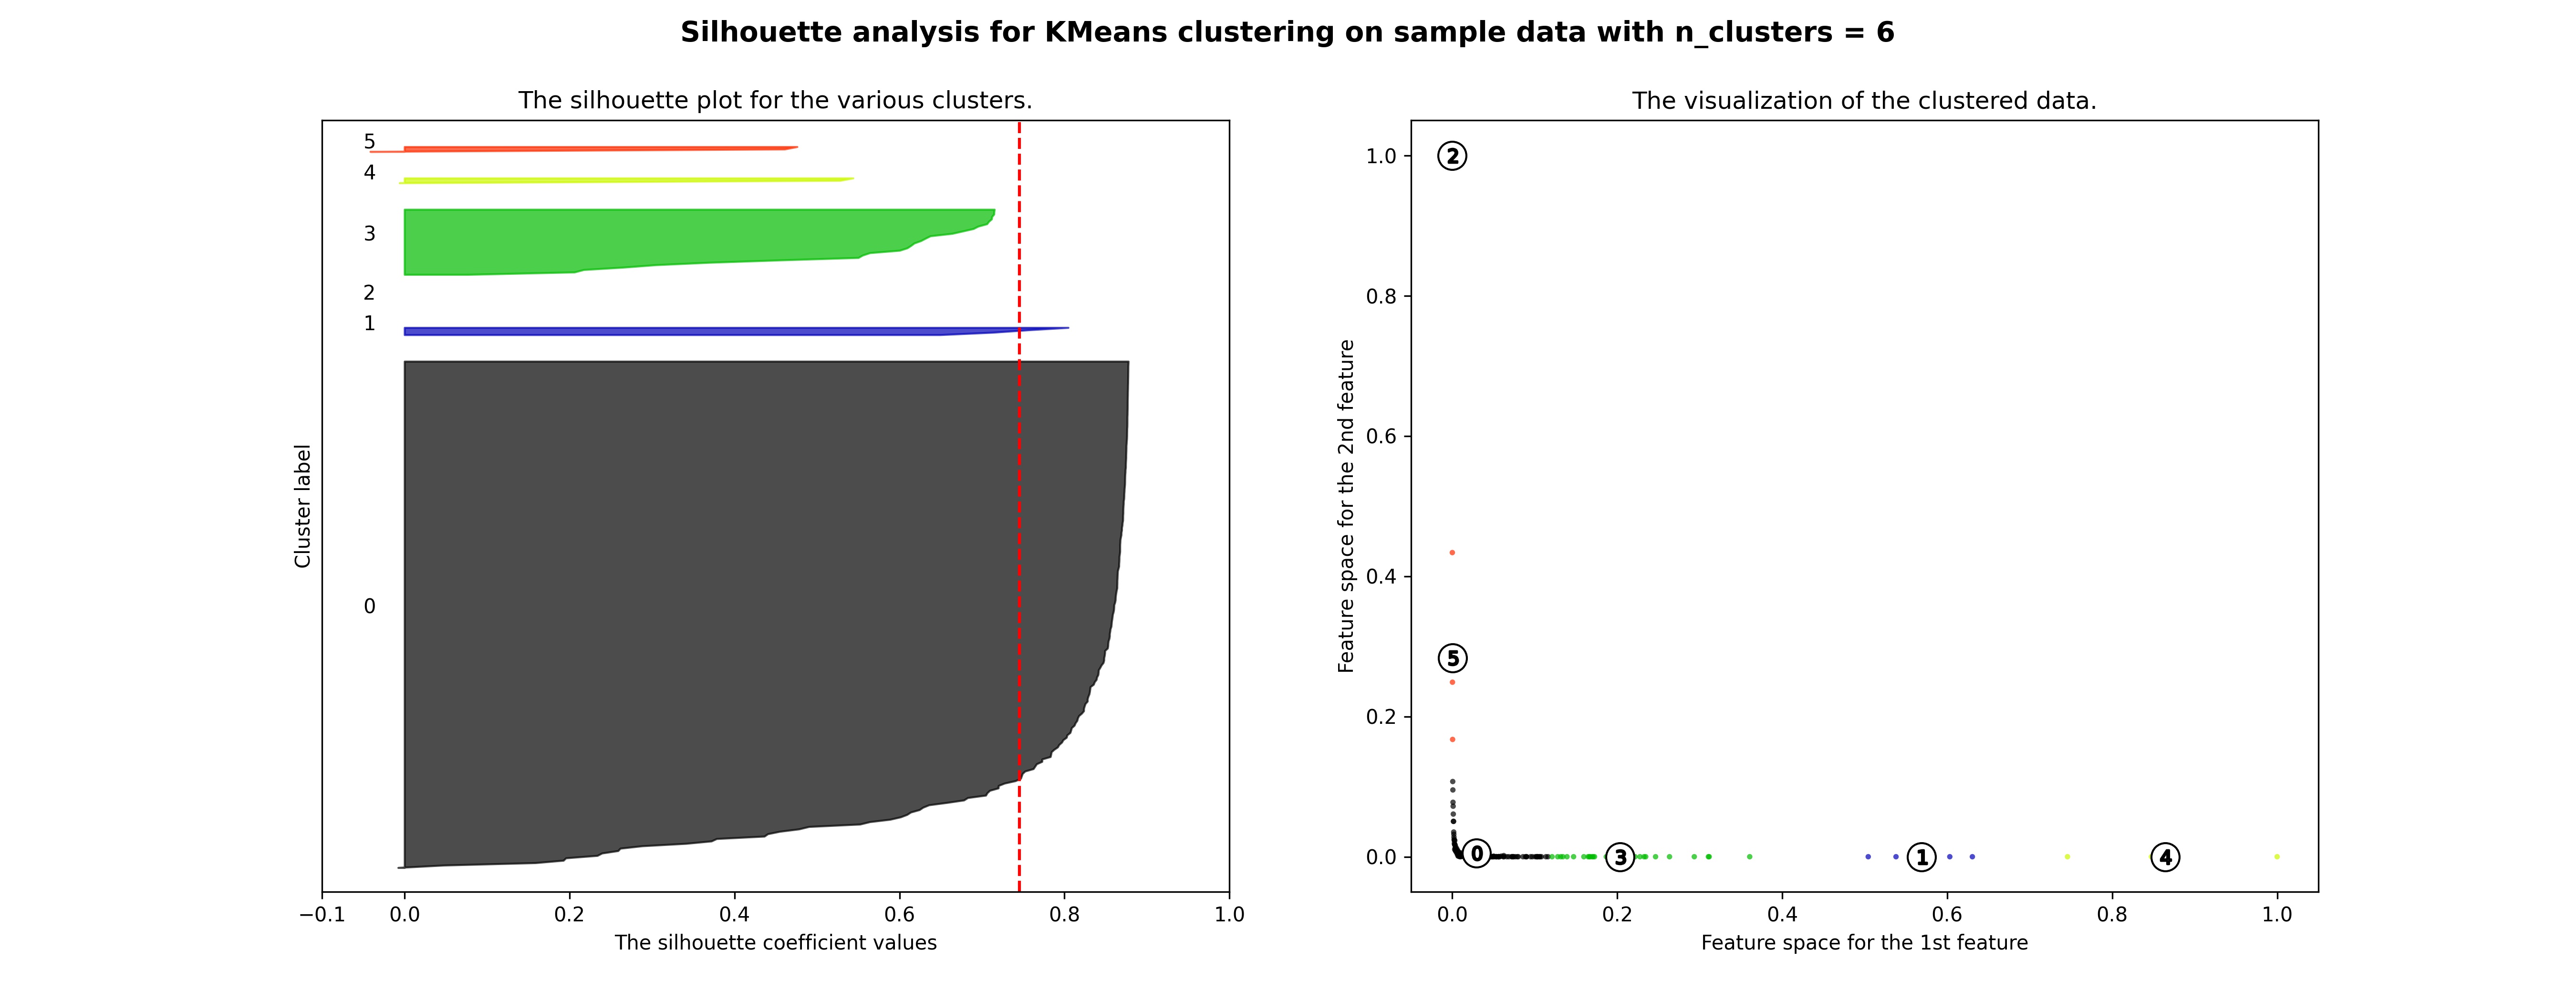 Silhouette analysis for KMeans clustering on sample data with n_clusters = 6
The silhouette plot for the various clusters.
5
4
3
2
1
0
Cluster label
−0.1 0.0 0.2 0.4 0.6 0.8 1.0
The silhouette coefficient values
The visualization of the clustered data.
1.0
0.8
0.6
0.4
0.2
0.0
Feature space for the 2nd feature
2
5
0 3 1 4
0.0 0.2 0.4 0.6 0.8 1.0
Feature space for the 1st feature